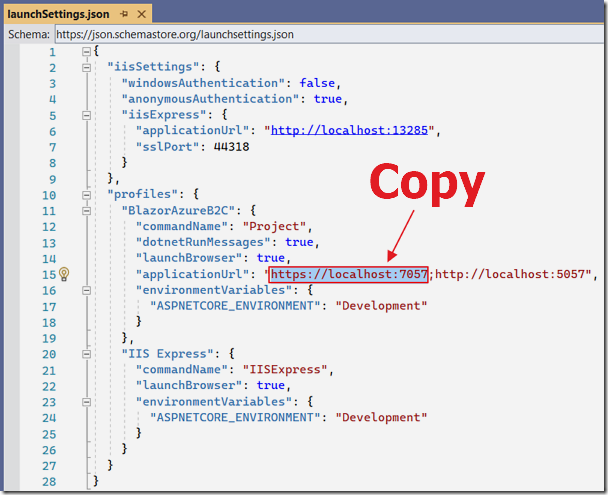 launchSettings.json
Schema: https://json.schemastore.org/launchsettings.json
1 {
2 "iisSettings": {
3 "windowsAuthentication": false,
4 "anonymousAuthentication": true,
5 "iisExpress": {
6 "applicationUrl": "http://localhost:13285",
7 "sslPort": 44318
8 }
9 },
Copy
10 "profiles": {
11 "BlazorAzureB2C": {
12 "commandName": "Project",
13 "dotnetRunMessages": true,
14 "launchBrowser": true,
15 "applicationUrl": "https://localhost:7057;http://localhost:5057",
16 "environmentVariables": {
17 "ASPNETCORE_ENVIRONMENT": "Development"
18 }
19 },
20 "IIS Express": {
21 "commandName": "IISExpress",
22 "launchBrowser": true,
23 "environmentVariables": {
24 "ASPNETCORE_ENVIRONMENT": "Development"
25 }
26 }
27 }
28 }